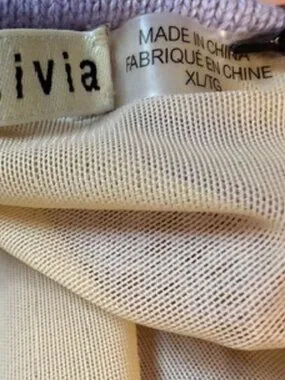 ivia
MADE IN CHINA
FABRIQUÉ EN CHINE
XL/TG